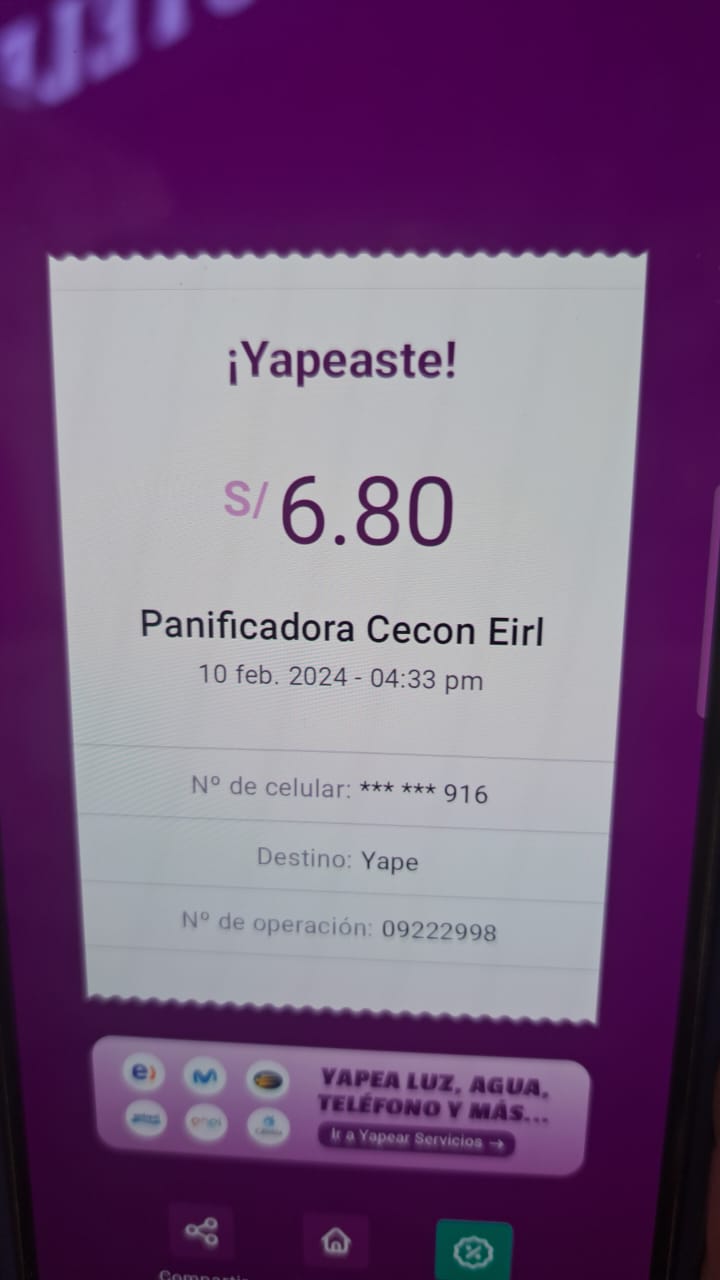 ¡Yapeaste!
S/ 6.80
Panificadora Cecon Eirl
10 feb. 2024 - 04:33 pm
Nº de celular: *** *** 916
Destino: Yape
Nº de operación: 09222998
e)
enel
YAPEA LUZ, AGUA,
TELÉFONO Y MÁS...
Ir a Yapear Servicios →